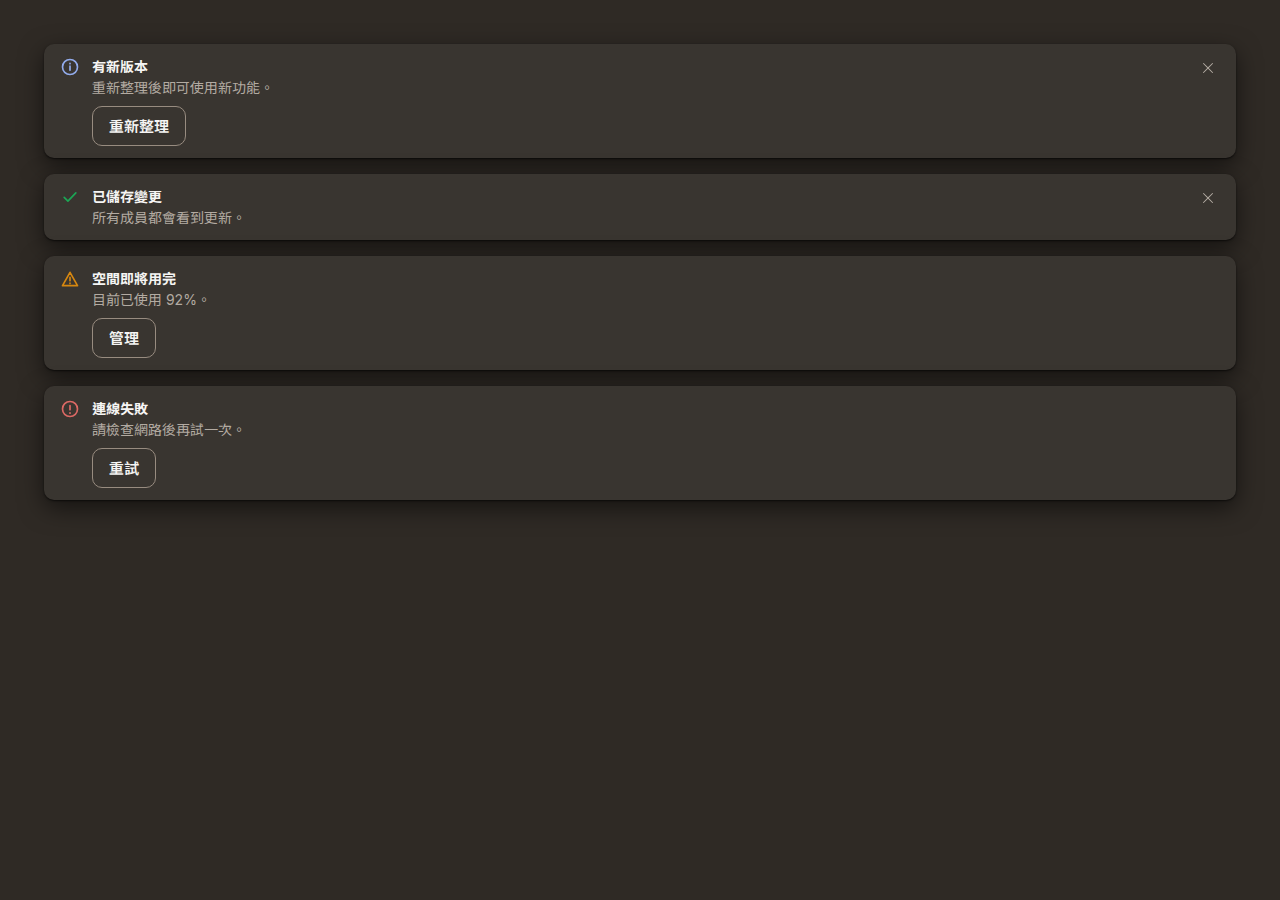 有新版本
重新整理後即可使用新功能。
重新整理
已儲存變更
所有成員都會看到更新。
空間即將用完
目前已使用 92%。
管理
連線失敗
請檢查網路後再試一次。
重試